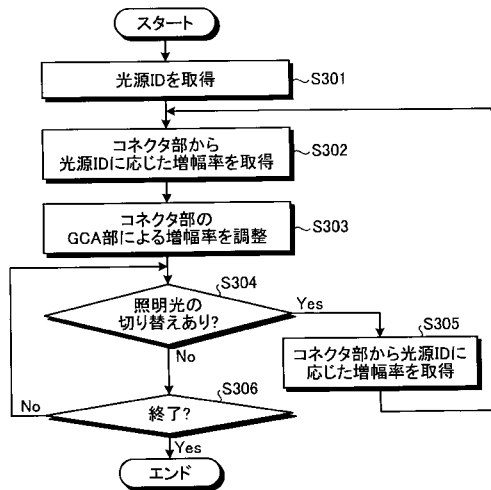 スタート
光源IDを取得
S301
コネクタ部から
光源IDに応じた増幅率を取得
S302
コネクタ部の
GCA部による増幅率を調整
S303
照明光の
切り替えあり?
S304
Yes
No
コネクタ部から光源IDに
応じた増幅率を取得
S305
終了?
S306
No
Yes
エンド